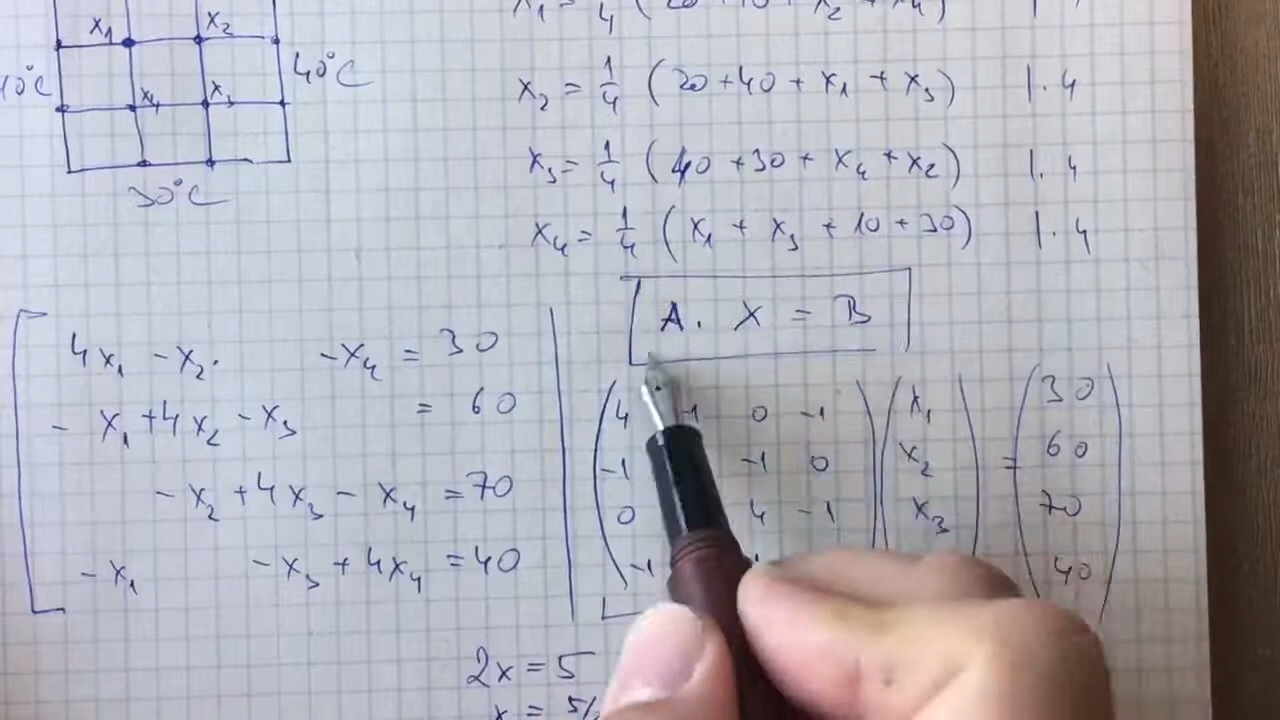 x₁ x₂
40°C
x₄ x₃
30°C
x₂ = 1/4 (20 + 40 + x₁ + x₃) | · 4
x₃ = 1/4 (40 + 30 + x₄ + x₂) | · 4
x₄ = 1/4 (x₁ + x₃ + 10 + 30) | · 4
A. X = B
4x₁ - x₂. - x₄ = 30
- x₁ + 4x₂ - x₃ = 60
- x₂ + 4x₃ - x₄ = 70
- x₁ - x₃ + 4x₄ = 40
4 -1 0 -1 x₁ 30
-1 -1 0 x₂ = 60
0 4 -1 x₃ 70
-1 40
2x = 5
x = 5/2